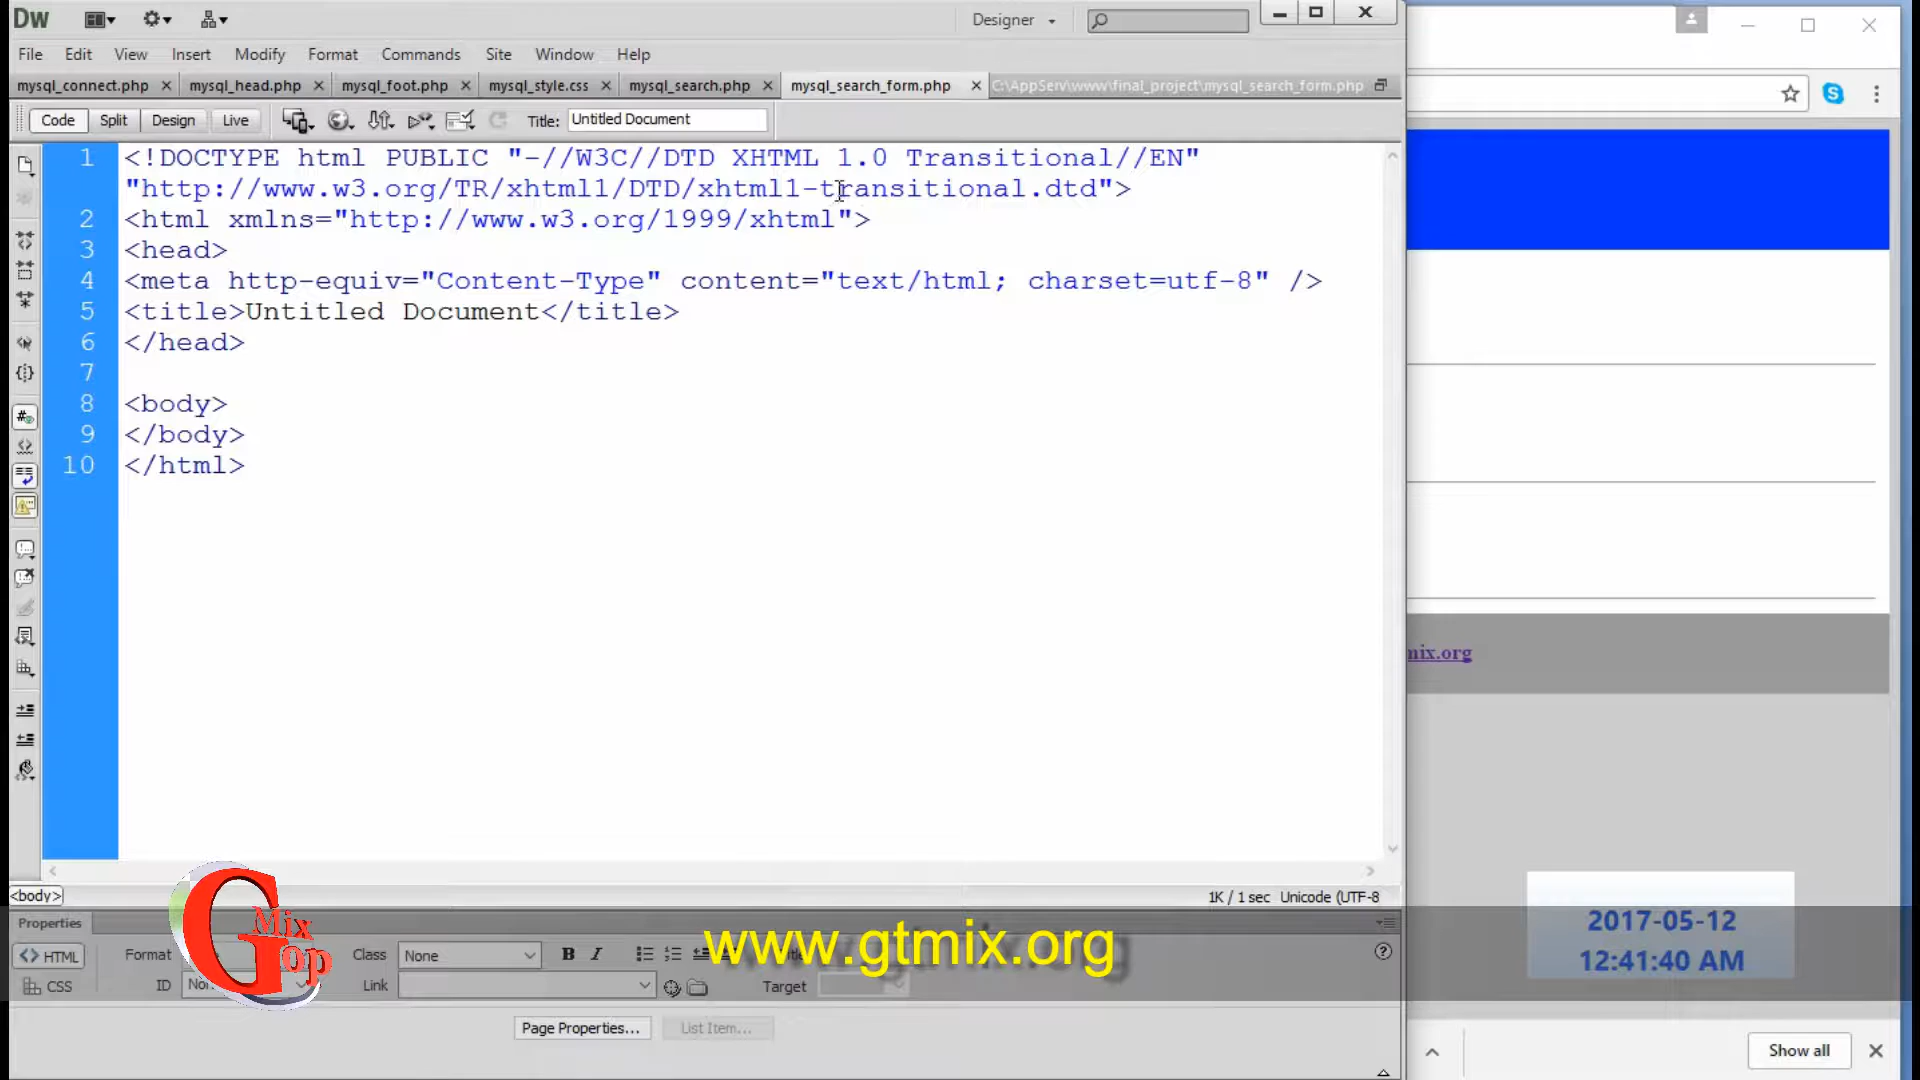 Dw
Designer
File Edit View Insert Modify Format Commands Site Window Help
mysql_connect.php mysql_head.php mysql_foot.php mysql_style.css mysql_search.php mysql_search_form.php C:\AppServ\www\final_project\mysql_search_form.php
Code Split Design Live Title: Untitled Document
1 <!DOCTYPE html PUBLIC "-//W3C//DTD XHTML 1.0 Transitional//EN"
"http://www.w3.org/TR/xhtml1/DTD/xhtml1-transitional.dtd">
2 <html xmlns="http://www.w3.org/1999/xhtml">
3 <head>
4 <meta http-equiv="Content-Type" content="text/html; charset=utf-8" />
5 <title>Untitled Document</title>
6 </head>
7
8 <body>
9 </body>
10 </html>
mix.org
<body> 1K / 1 sec Unicode (UTF-8
Properties
<> HTML Format Class None B I
CSS ID Link Target
Page Properties... List Item...
G Mix Top
www.gtmix.org
2017-05-12
12:41:40 AM
Show all